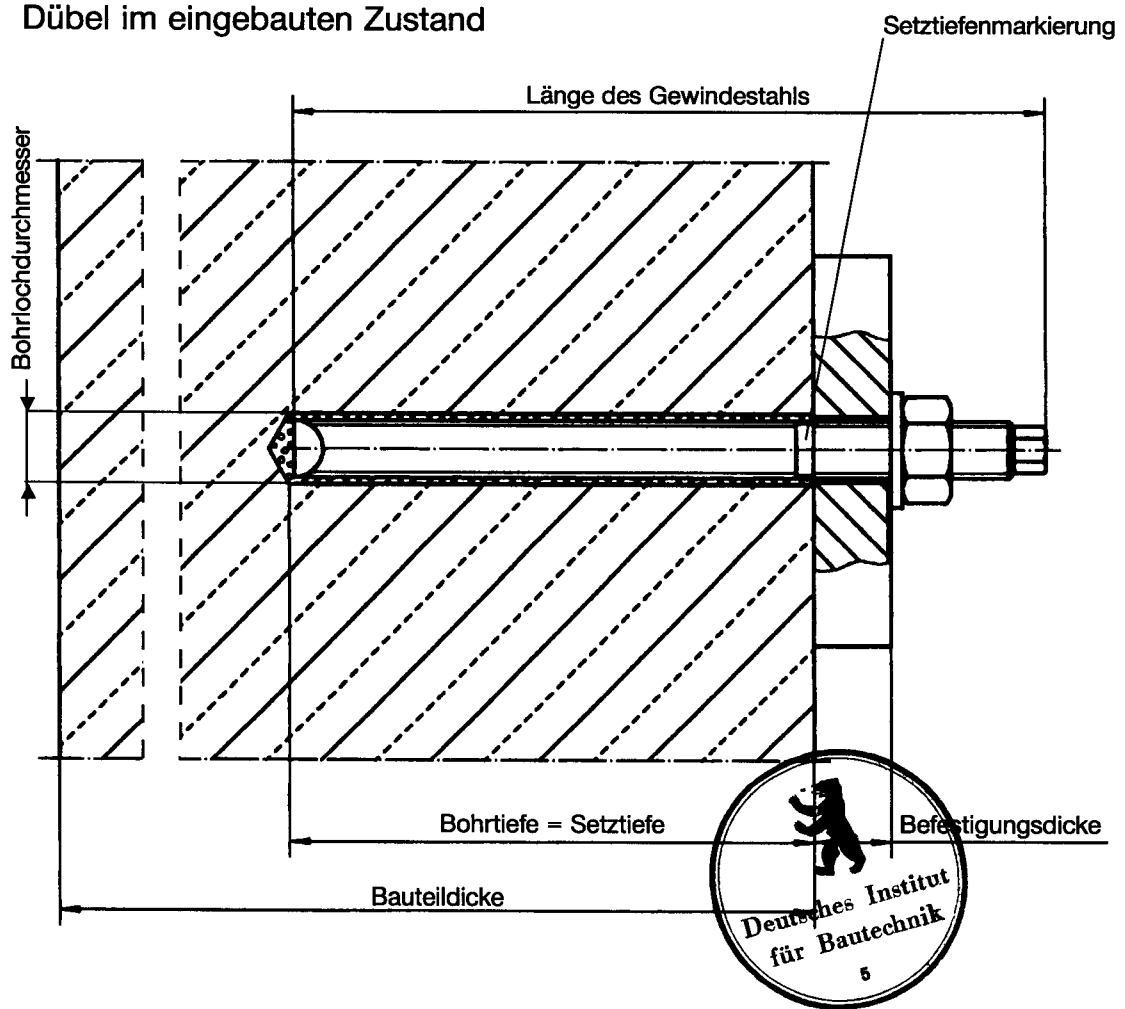 Dübel im eingebauten Zustand
Setztiefenmarkierung
Länge des Gewindestahls
Bohrlochdurchmesser
Bohrtiefe = Setztiefe
Befestigungsdicke
Bauteildicke
Deutsches Institut
für Bautechnik
5